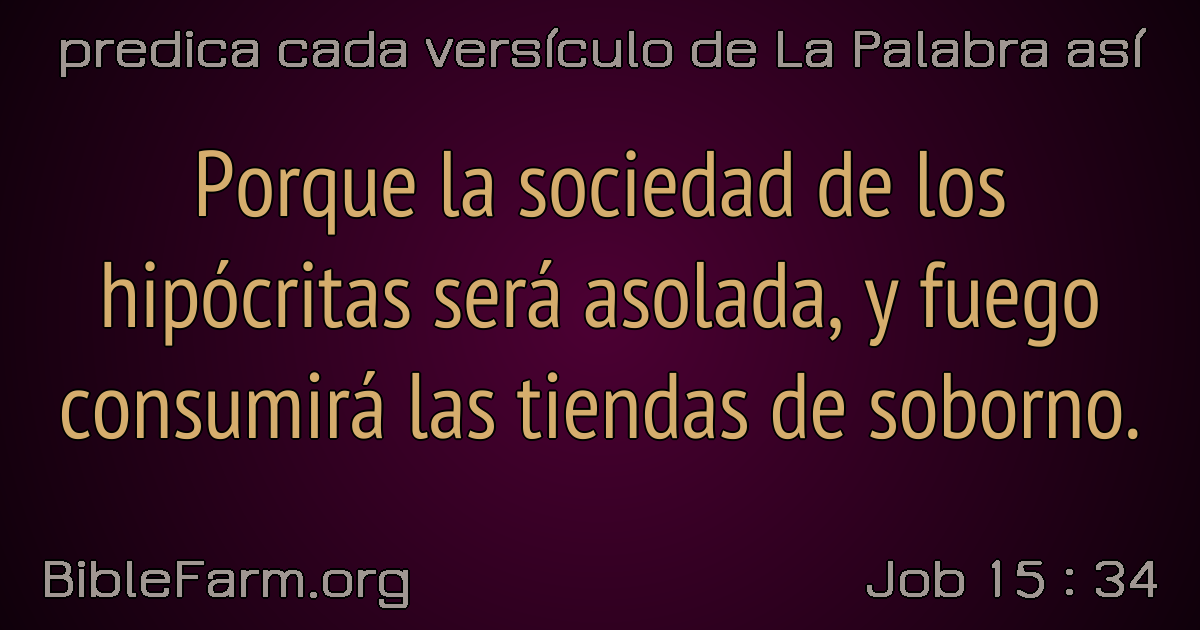 predica cada versículo de La Palabra así
Porque la sociedad de los
hipócritas será asolada, y fuego
consumirá las tiendas de soborno.
BibleFarm.org
Job 15 : 34